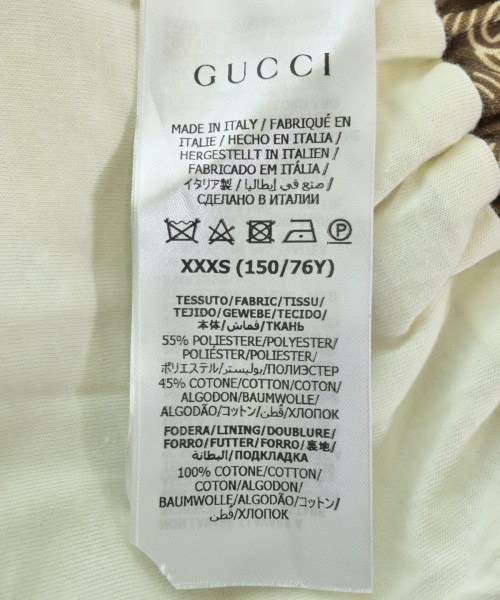 GUCCI
MADE IN ITALY / FABRIQUÉ EN
ITALIE / HECHO EN ITALIA /
HERGESTELLT IN ITALIEN /
FABRICADO EM ITÁLIA /
イタリア製 / صنع في إيطاليا /
СДЕЛАНО В ИТАЛИИ
P
XXXS (150/76Y)
TESSUTO/FABRIC/TISSU/
TEJIDO/GEWEBE/TECIDO/
本体/قماش/ТКАНЬ
55% POLIESTERE/POLYESTER/
POLIÉSTER/POLIESTER/
ポリエステル/بوليستر/ПОЛИЭСТЕР
45% COTONE/COTTON/COTON/
ALGODON/BAUMWOLLE/
ALGODÃO/コットン/قطن/ХЛОПОК
FODERA/LINING/DOUBLURE/
FORRO/FUTTER/FORRO/裏地/
البطانة/ПОДКЛАДКА
100% COTONE/COTTON/
COTON/ALGODON/
BAUMWOLLE/ALGODÃO/コットン/
قطن/ХЛОПОК